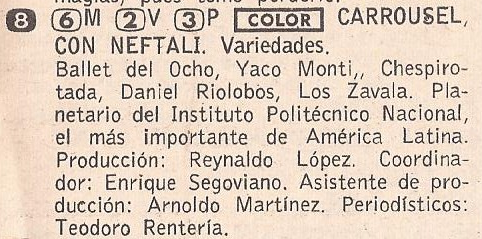 8 6M 2V 3P COLOR CARROUSEL,
CON NEFTALI. Variedades.
Ballet del Ocho, Yaco Monti,, Chespiro-
tada, Daniel Riolobos, Los Zavala. Pla-
netario del Instituto Politécnico Nacional,
el más importante de América Latina.
Producción: Reynaldo López. Coordina-
dor: Enrique Segoviano. Asistente de pro-
ducción: Arnoldo Martínez. Periodísticos:
Teodoro Rentería.